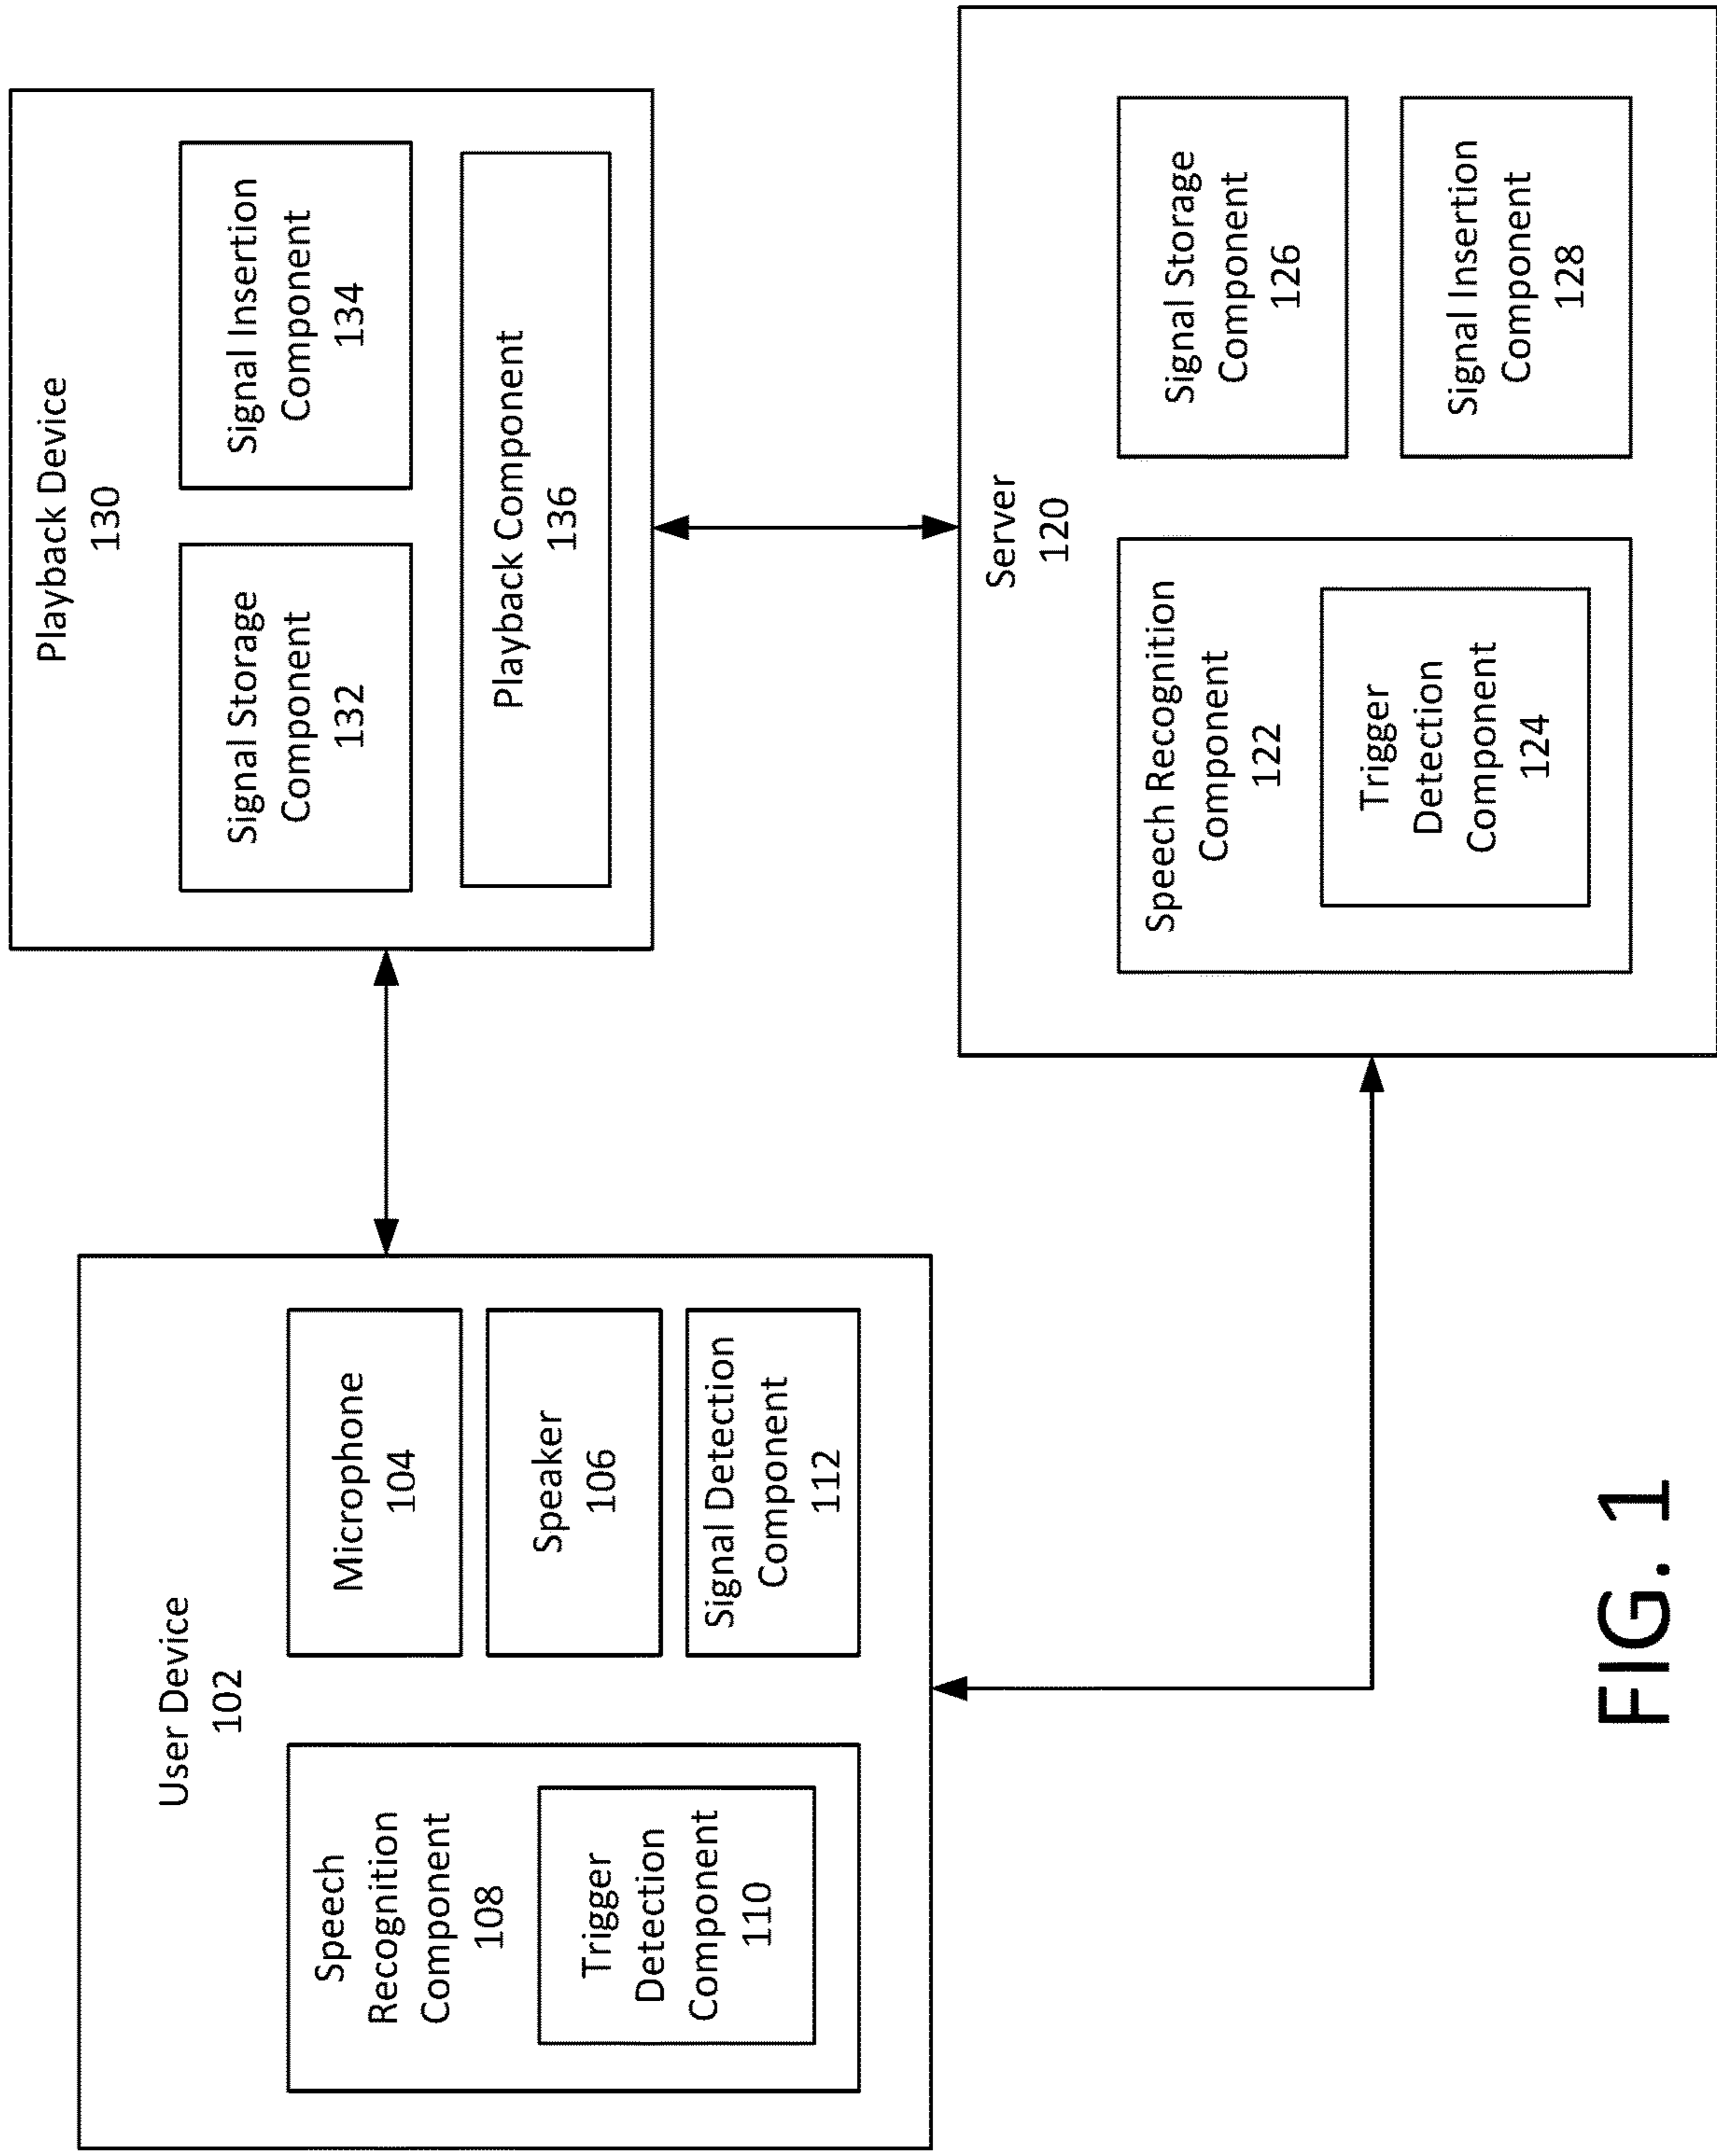 User Device
102
Speech
Recognition
Component
108
Trigger
Detection
Component
110
Microphone
104
Speaker
106
Signal Detection
Component
112
Playback Device
130
Signal Storage
Component
132
Signal Insertion
Component
134
Playback Component
136
Server
120
Speech Recognition
Component
122
Trigger
Detection
Component
124
Signal Storage
Component
126
Signal Insertion
Component
128
FIG. 1